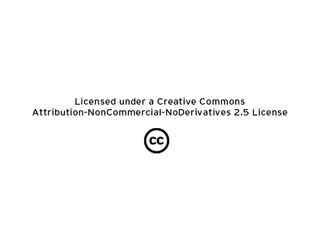 Licensed under a Creative Commons
Attribution-NonCommercial-NoDerivatives 2.5 License
cc